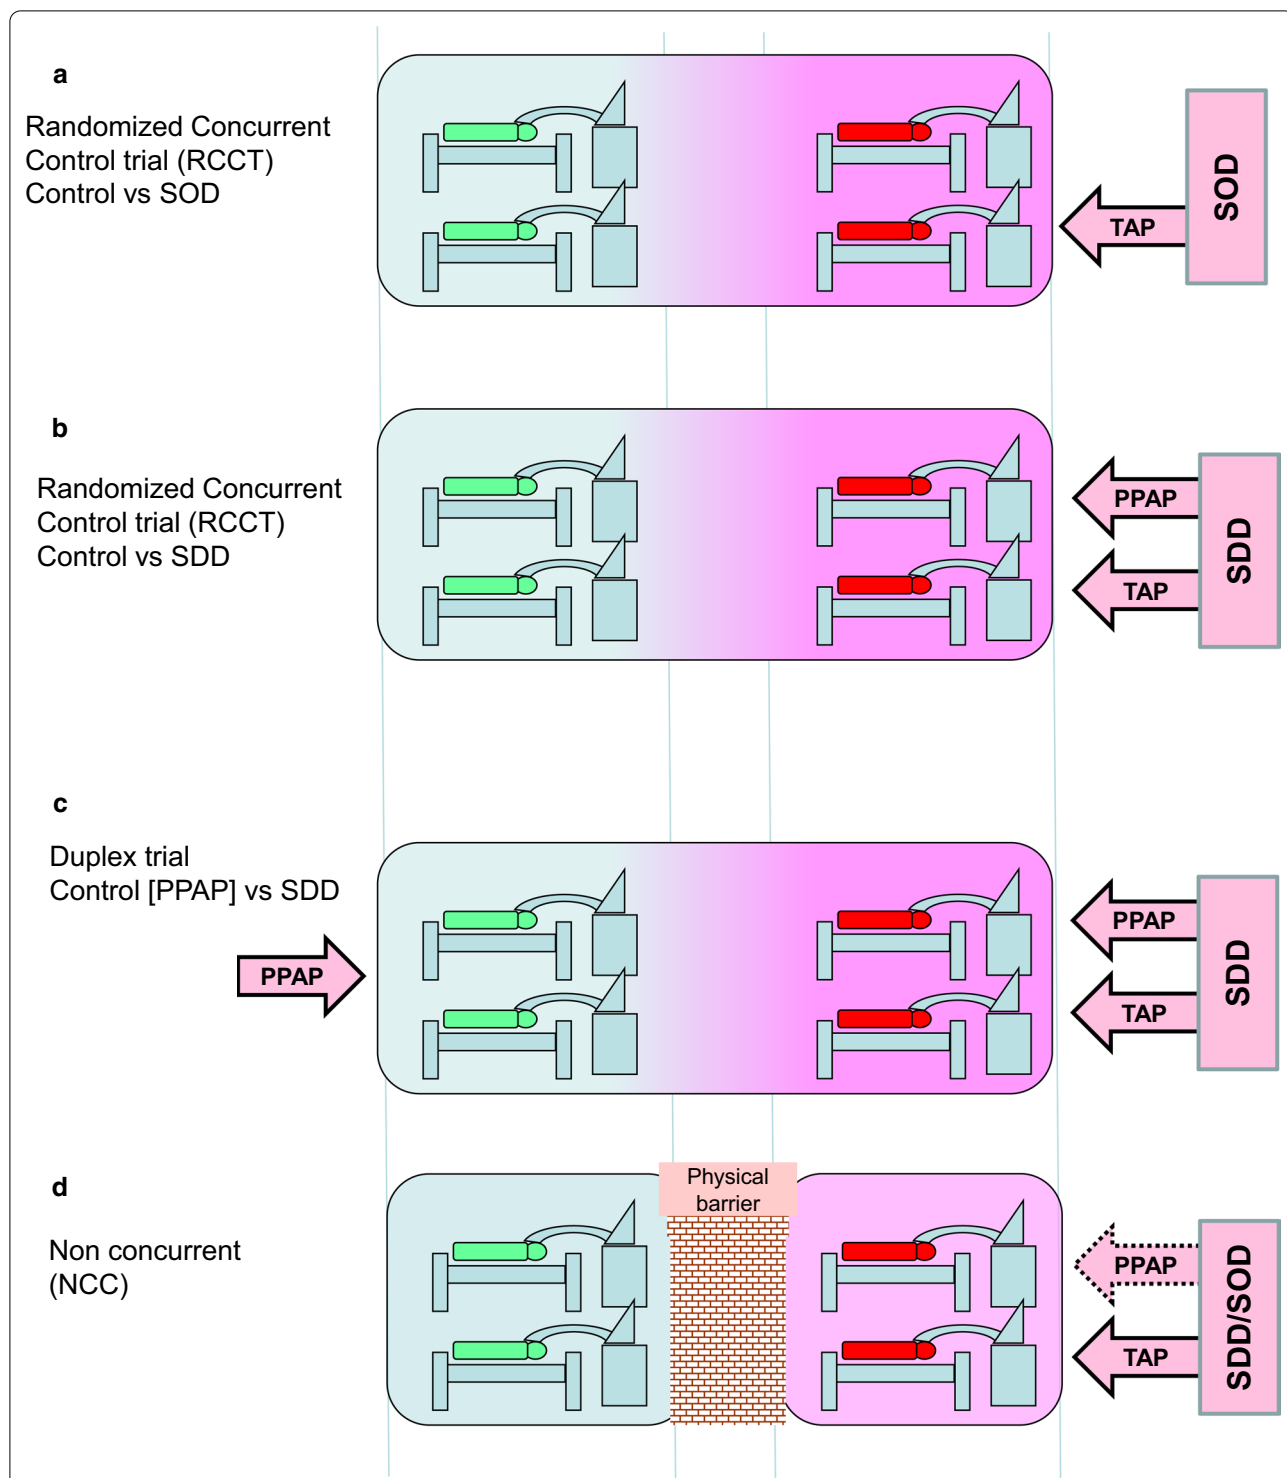 a
Randomized Concurrent
Control trial (RCCT)
Control vs SOD
TAP
SOD
b
Randomized Concurrent
Control trial (RCCT)
Control vs SDD
PPAP
TAP
SDD
c
Duplex trial
Control [PPAP] vs SDD
PPAP
PPAP
TAP
SDD
d
Non concurrent
(NCC)
Physical
barrier
PPAP
TAP
SDD/SOD